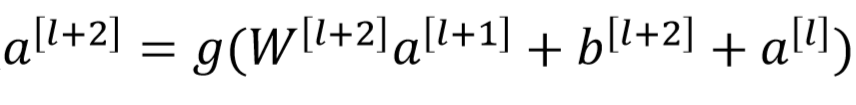 a^{[l+2]} = g(W^{[l+2]}a^{[l+1]} + b^{[l+2]} + a^{[l]})